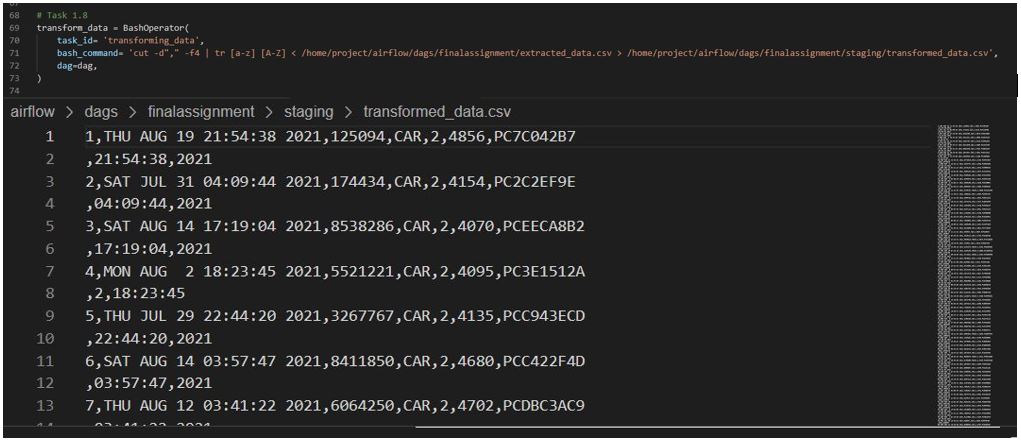 68 # Task 1.8
69 transform_data = BashOperator(
70 task_id= 'transforming_data',
71 bash_command= 'cut -d"," -f4 | tr [a-z] [A-Z] < /home/project/airflow/dags/finalassignment/extracted_data.csv > /home/project/airflow/dags/finalassignment/staging/transformed_data.csv',
72 dag=dag,
73 )
74
airflow > dags > finalassignment > staging > transformed_data.csv
1 1,THU AUG 19 21:54:38 2021,125094,CAR,2,4856,PC7C042B7
2 ,21:54:38,2021
3 2,SAT JUL 31 04:09:44 2021,174434,CAR,2,4154,PC2C2EF9E
4 ,04:09:44,2021
5 3,SAT AUG 14 17:19:04 2021,8538286,CAR,2,4070,PCEECA8B2
6 ,17:19:04,2021
7 4,MON AUG  2 18:23:45 2021,5521221,CAR,2,4095,PC3E1512A
8 ,2,18:23:45
9 5,THU JUL 29 22:44:20 2021,3267767,CAR,2,4135,PCC943ECD
10 ,22:44:20,2021
11 6,SAT AUG 14 03:57:47 2021,8411850,CAR,2,4680,PCC422F4D
12 ,03:57:47,2021
13 7,THU AUG 12 03:41:22 2021,6064250,CAR,2,4702,PCDBC3AC9